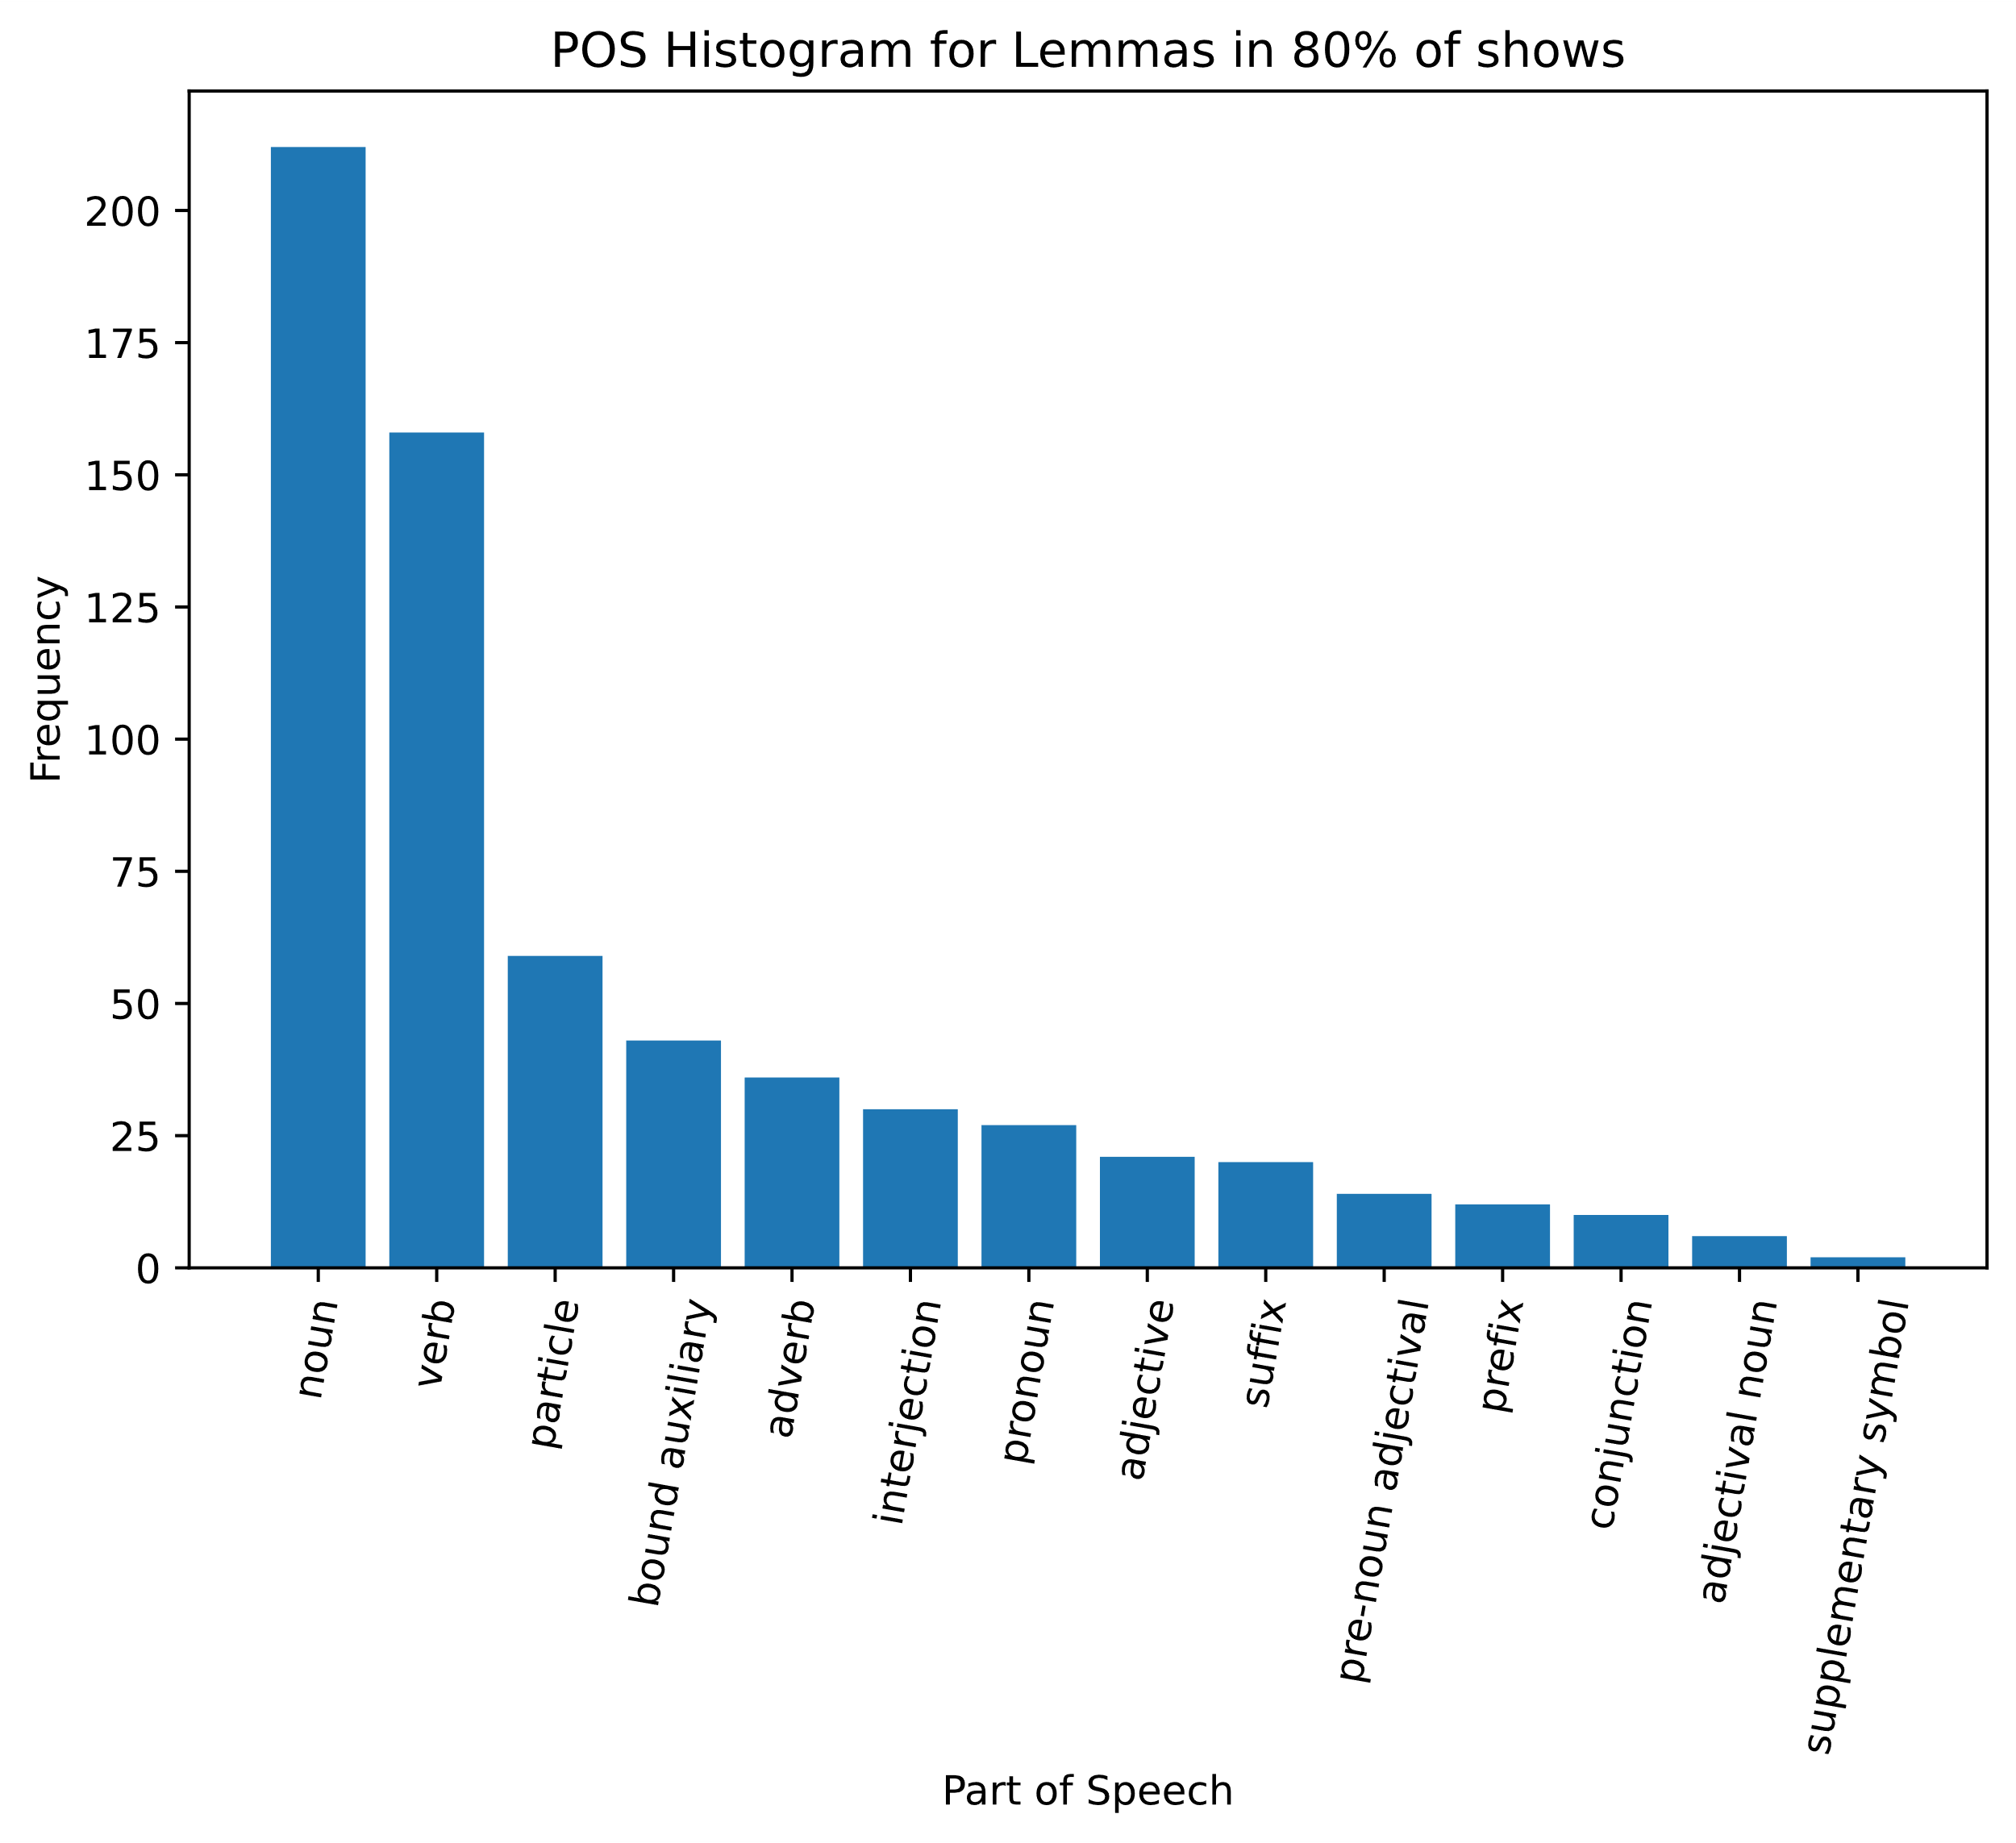 POS Histogram for Lemmas in 80% of shows
Frequency
200
175
150
125
100
75
50
25
0
noun
verb
particle
bound auxiliary
adverb
interjection
pronoun
adjective
suffix
pre-noun adjectival
prefix
conjunction
adjectival noun
supplementary symbol
Part of Speech